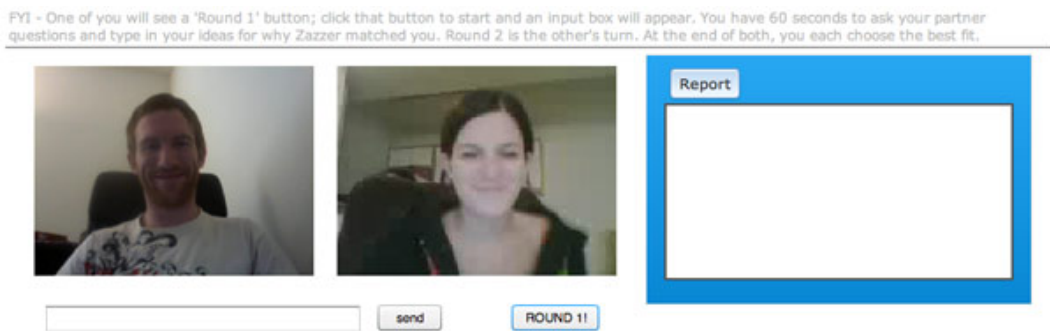 FYI - One of you will see a 'Round 1' button; click that button to start and an input box will appear. You have 60 seconds to ask your partner
questions and type in your ideas for why Zazzer matched you. Round 2 is the other's turn. At the end of both, you each choose the best fit.
Report
send
ROUND 1!